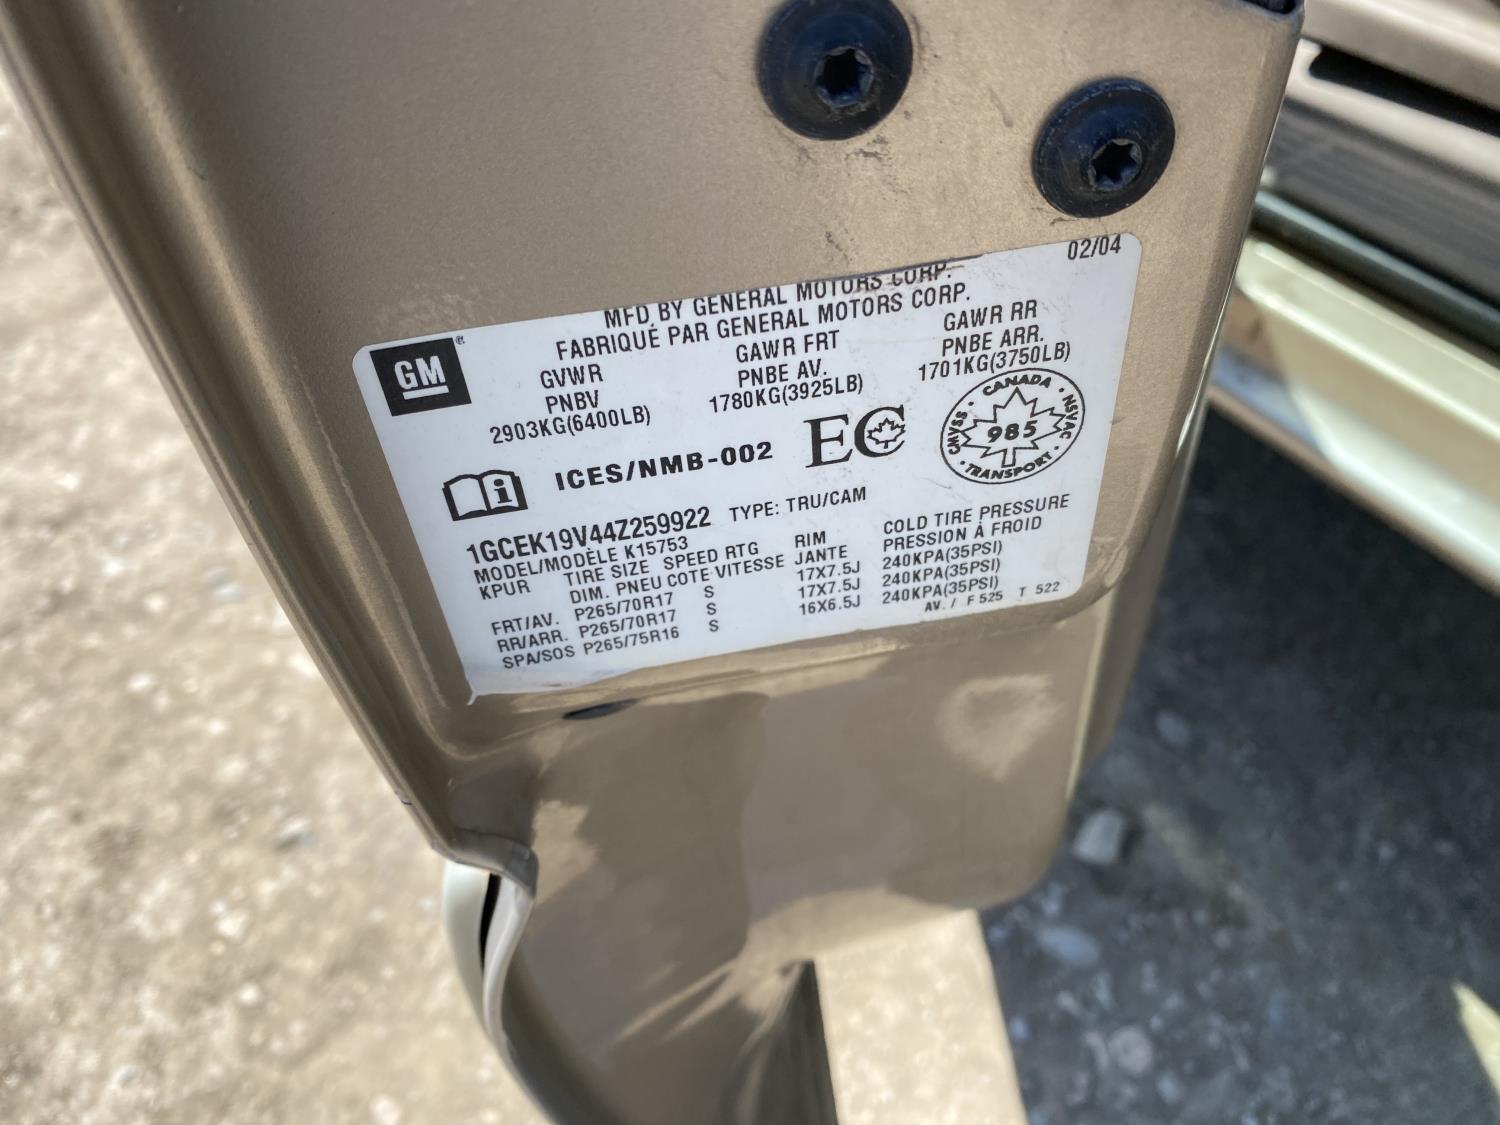 02/04
MFD BY GENERAL MOTORS CORP.
FABRIQUÉ PAR GENERAL MOTORS CORP.
GM®
GVWR GAWR FRT GAWR RR
PNBV PNBE AV. PNBE ARR.
2903KG(6400LB) 1780KG(3925LB) 1701KG(3750LB)
i ICES/NMB-002 EC
CANADA · NSVAC · TRANSPORT · CMVSS ·
985
1GCEK19V44Z259922 TYPE: TRU/CAM
MODEL/MODÈLE K15753
KPUR TIRE SIZE SPEED RTG RIM COLD TIRE PRESSURE
DIM. PNEU COTE VITESSE JANTE PRESSION À FROID
FRT/AV. P265/70R17 S 17X7.5J 240KPA(35PSI)
RR/ARR. P265/70R17 S 17X7.5J 240KPA(35PSI)
SPA/SOS P265/75R16 S 16X6.5J 240KPA(35PSI)
AV. / F 525 T 522